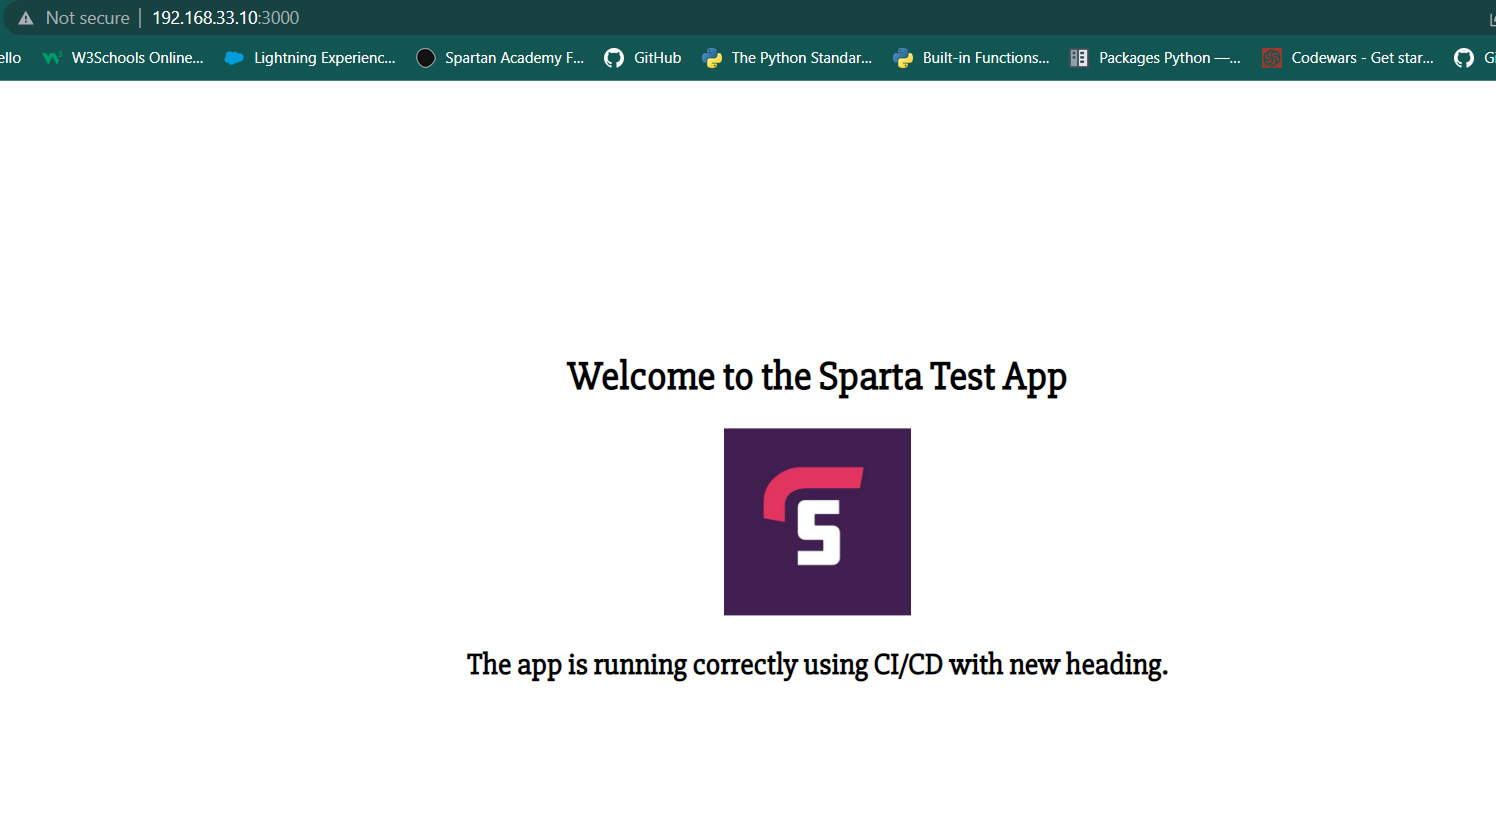 Not secure | 192.168.33.10:3000
ello W3Schools Online... Lightning Experienc... Spartan Academy F... GitHub The Python Standar... Built-in Functions... Packages Python —... Codewars - Get star... Gi
Welcome to the Sparta Test App
S
The app is running correctly using CI/CD with new heading.